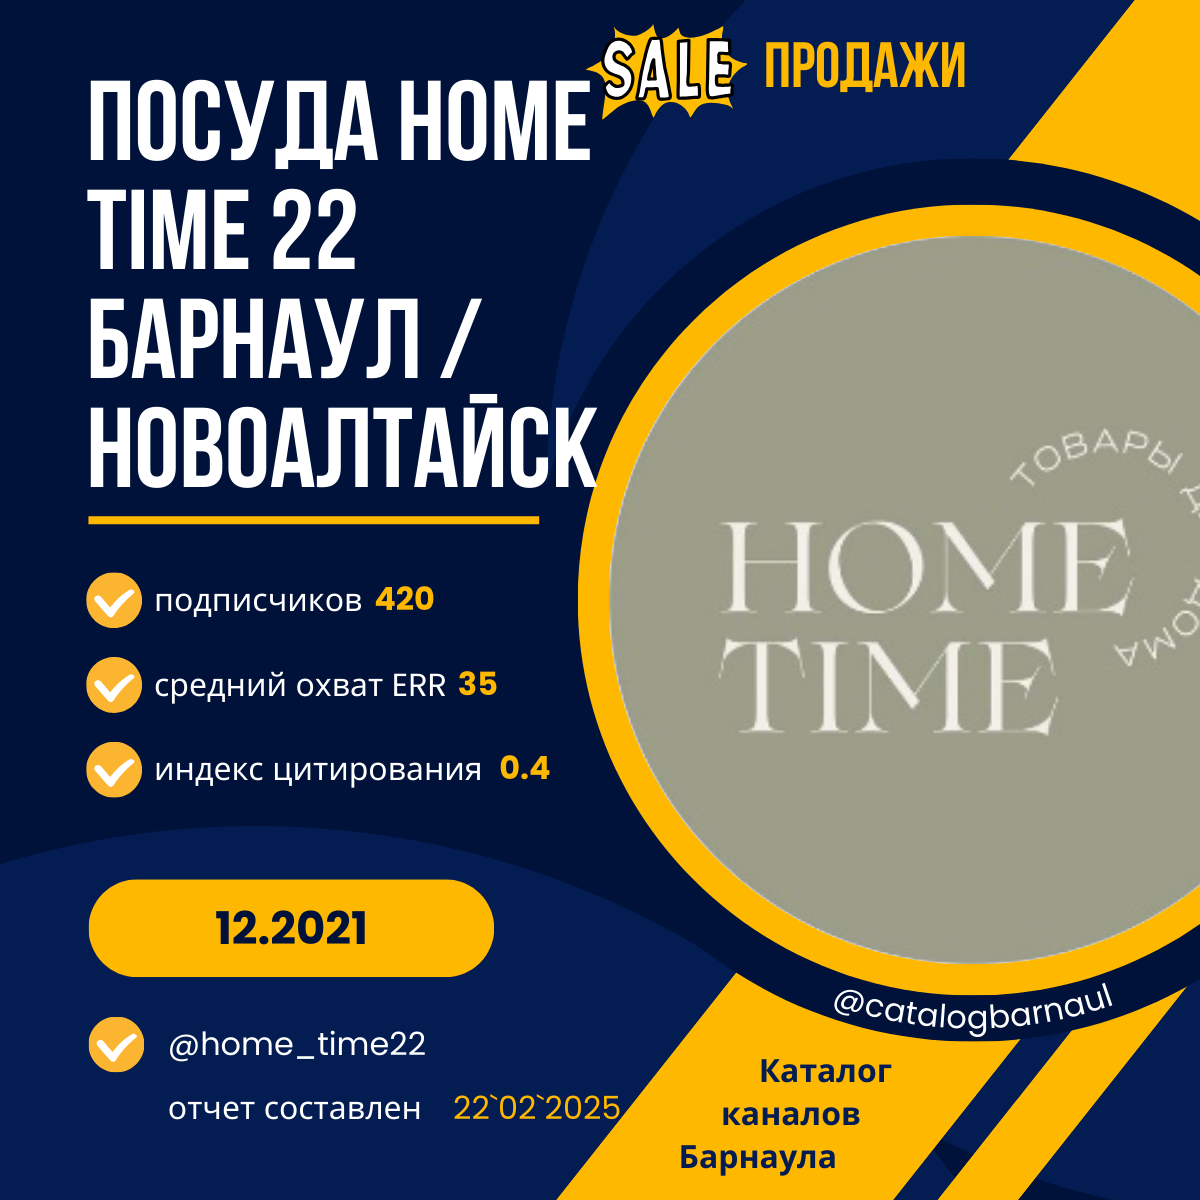 SALE ПРОДАЖИ
ПОСУДА HOME
TIME 22
БАРНАУЛ /
НОВОАЛТАЙСК
подписчиков 420
средний охват ERR 35
индекс цитирования 0.4
ТОВАРЫ Д
ДОМА
HOME
TIME
12.2021
@home_time22
отчет составлен 22`02`2025
@catalogbarnaul
Каталог
каналов
Барнаула